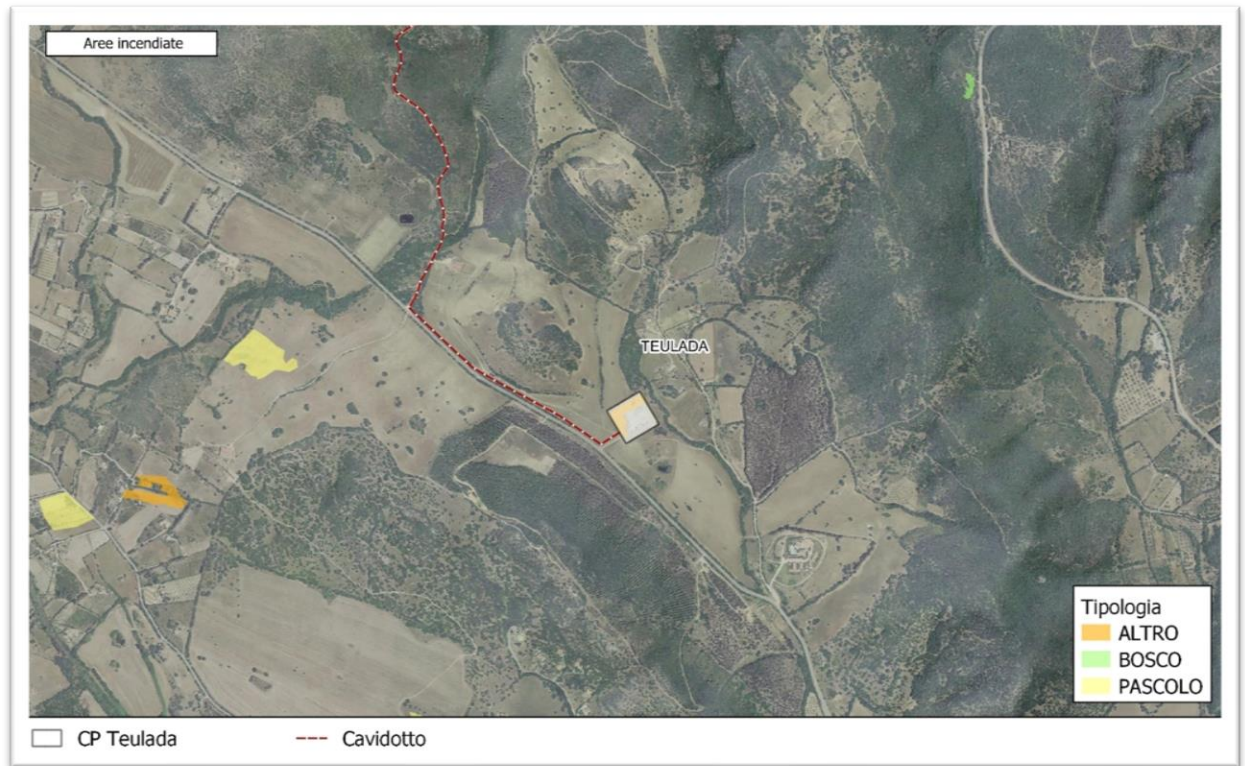 Aree incendiate
TEULADA
Tipologia
ALTRO
BOSCO
PASCOLO
CP Teulada
Cavidotto